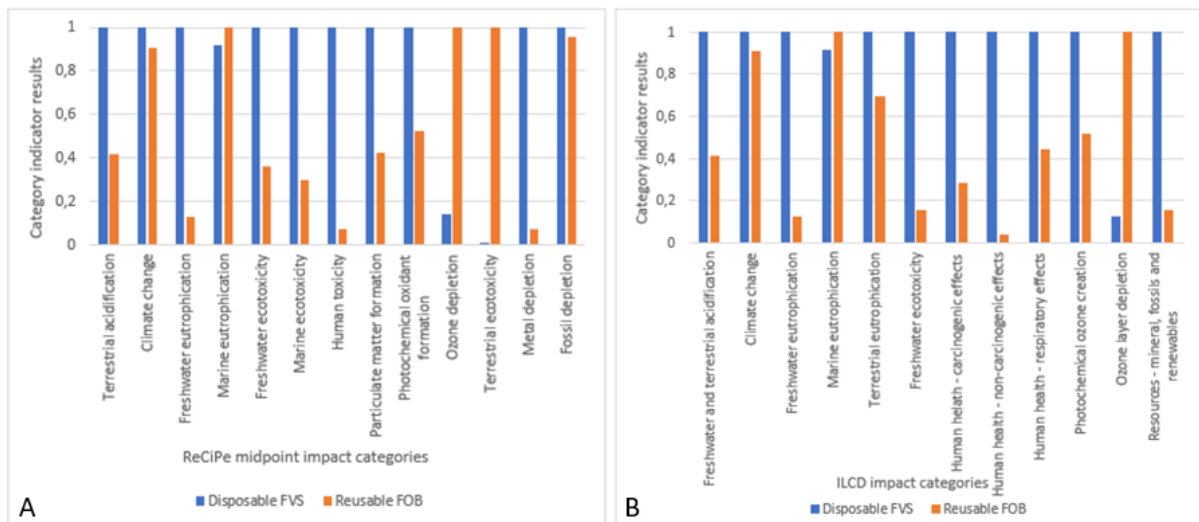 Category indicator results
1
0,8
0,6
0,4
0,2
0
Terrestrial acidification
Climate change
Freshwater eutrophication
Marine eutrophication
Freshwater ecotoxicity
Marine ecotoxicity
Human toxicity
Particulate matter formation
Photochemical oxidant
formation
Ozone depletion
Terrestrial ecotoxicity
Metal depletion
Fossil depletion
ReCiPe midpoint impact categories
Disposable FVS
Reusable FOB
A
Category indicator results
1
0,8
0,6
0,4
0,2
0
Freshwater and terrestrial acidification
Climate change
Freshwater eutrophication
Marine eutrophication
Terrestrial eutrophication
Freshwater ecotoxicity
Human helath - carcinogenic effects
Human health - non-carcinogenic effects
Human health - respiratory effects
Photochemical ozone creation
Ozone layer depletion
Resources - mineral, fossils and
renewables
ILCD impact categories
Disposable FVS
Reusable FOB
B